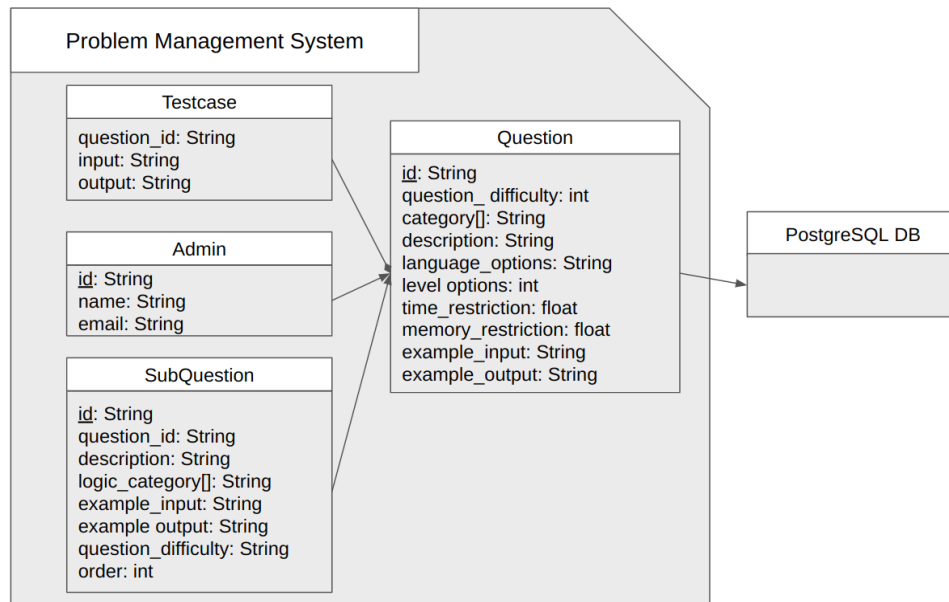 Problem Management System
Testcase
question_id: String
input: String
output: String
Admin
id: String
name: String
email: String
SubQuestion
id: String
question_id: String
description: String
logic_category[]: String
example_input: String
example output: String
question_difficulty: String
order: int
Question
id: String
question_ difficulty: int
category[]: String
description: String
language_options: String
level options: int
time_restriction: float
memory_restriction: float
example_input: String
example_output: String
PostgreSQL DB